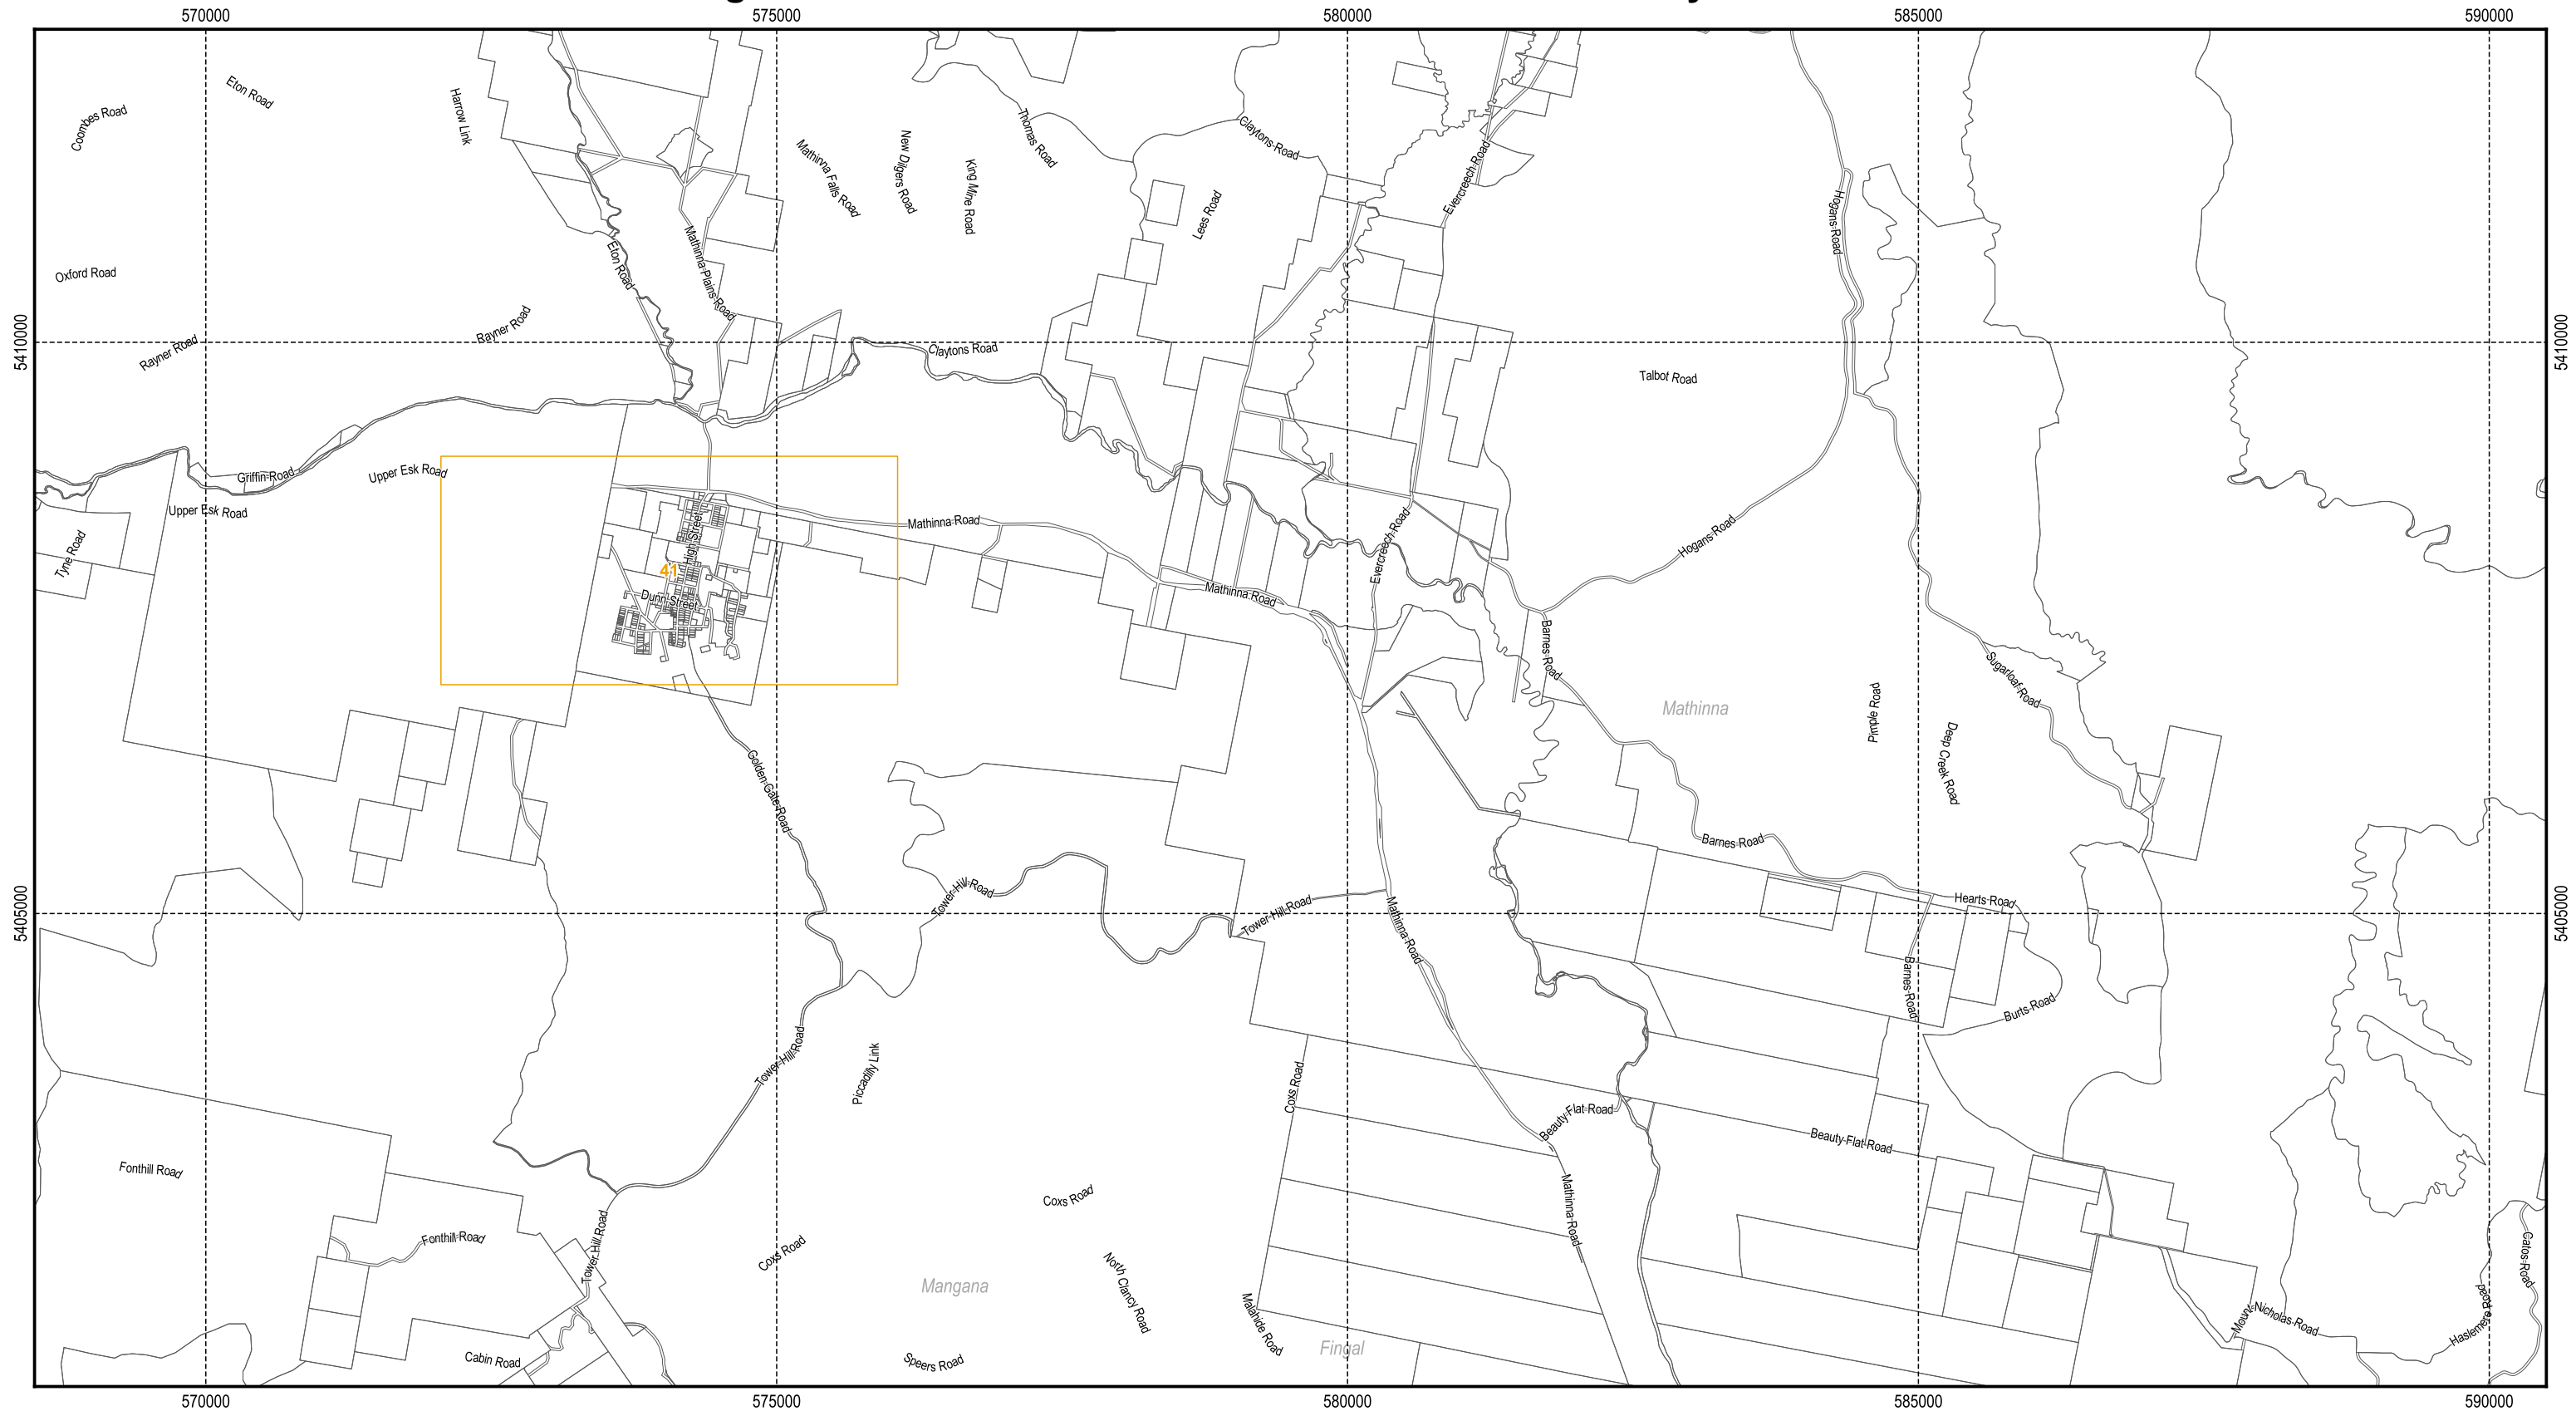 570000
575000
580000
585000
590000
Eton Road
Coombes Road
Harrow Link
Thomas Road
Claytons Road
New Dilgers Road
Mathinna Falls Road
King Mine Road
Evercreech Road
Lees Road
Hogans Road
Oxford Road
Eton Road
Mathinna Plains Road
Rayner Road
Rayner Road
Claytons Road
5410000
5410000
Talbot Road
Griffin Road
Upper Esk Road
Upper Esk Road
Mathinna Road
High Street
Evercreech Road
Hogans Road
Tyne Road
41
Dunn Street
Mathinna Road
Barnes Road
Sugarloaf Road
Mathinna
Pimple Road
Deep Creek Road
Golden Gate Road
Barnes Road
Tower Hill Road
Tower Hill Road
Hearts Road
5405000
5405000
Mathinna Road
Barnes Road
Burts Road
Tower Hill Road
Piccadilly Link
Coxs Road
Beauty Flat Road
Beauty Flat Road
Fonthill Road
Coxs Road
Mathinna Road
Fonthill Road
Tower Hill Road
Coxs Road
North Clancy Road
Catos Road
Mangana
Malahide Road
Mount Nicholas Road
Haslemere Road
Fingal
Cabin Road
Speers Road
570000
575000
580000
585000
590000